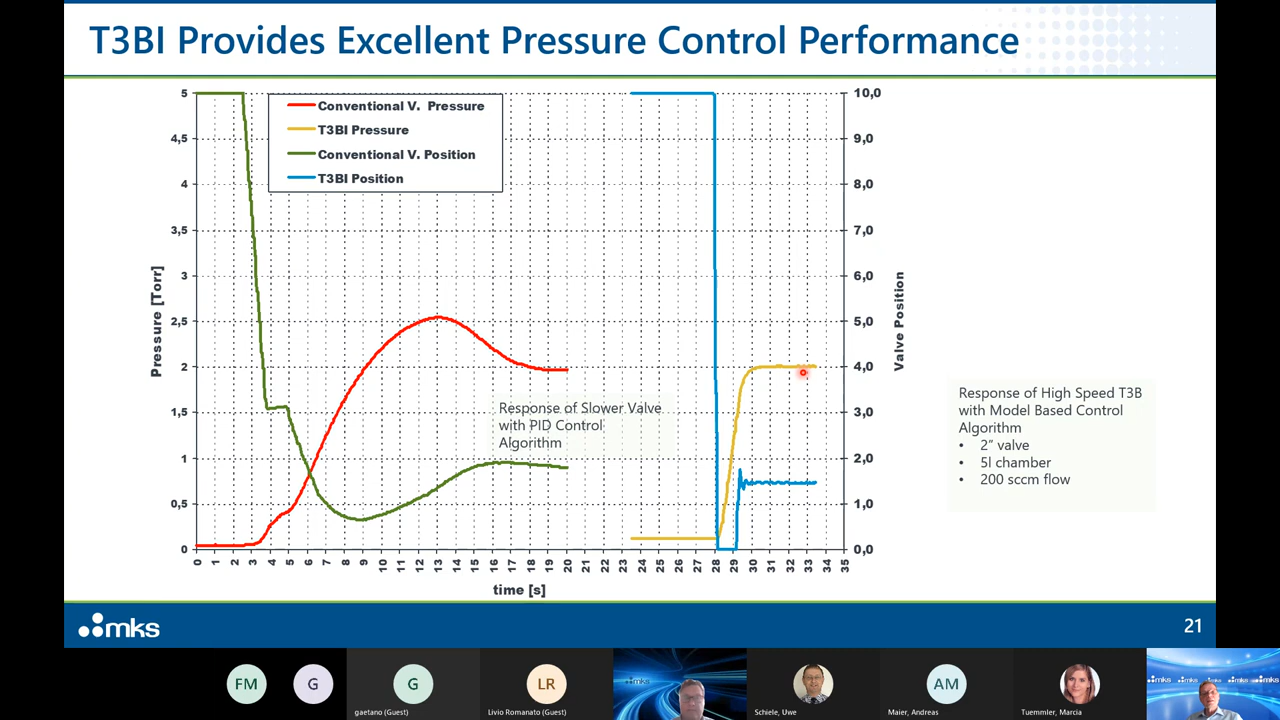 T3BI Provides Excellent Pressure Control Performance
Conventional V. Pressure
T3BI Pressure
Conventional V. Position
T3BI Position
5
4,5
4
3,5
3
2,5
2
1,5
1
0,5
0
Pressure [Torr]
10,0
9,0
8,0
7,0
6,0
5,0
4,0
3,0
2,0
1,0
0,0
Valve Position
0 1 2 3 4 5 6 7 8 9 10 11 12 13 14 15 16 17 18 19 20 23 24 25 26 27 28 29 30 31 32 33 34 35
time [s]
Response of Slower Valve
with PID Control
Algorithm
Response of High Speed T3B
with Model Based Control
Algorithm
• 2" valve
• 5l chamber
• 200 sccm flow
mks
21
FM
G
G
gaetano (Guest)
LR
Livio Romanato (Guest)
mks
Schiele, Uwe
AM
Maier, Andreas
Tuemmler, Marcia
mks mks mks mks mks